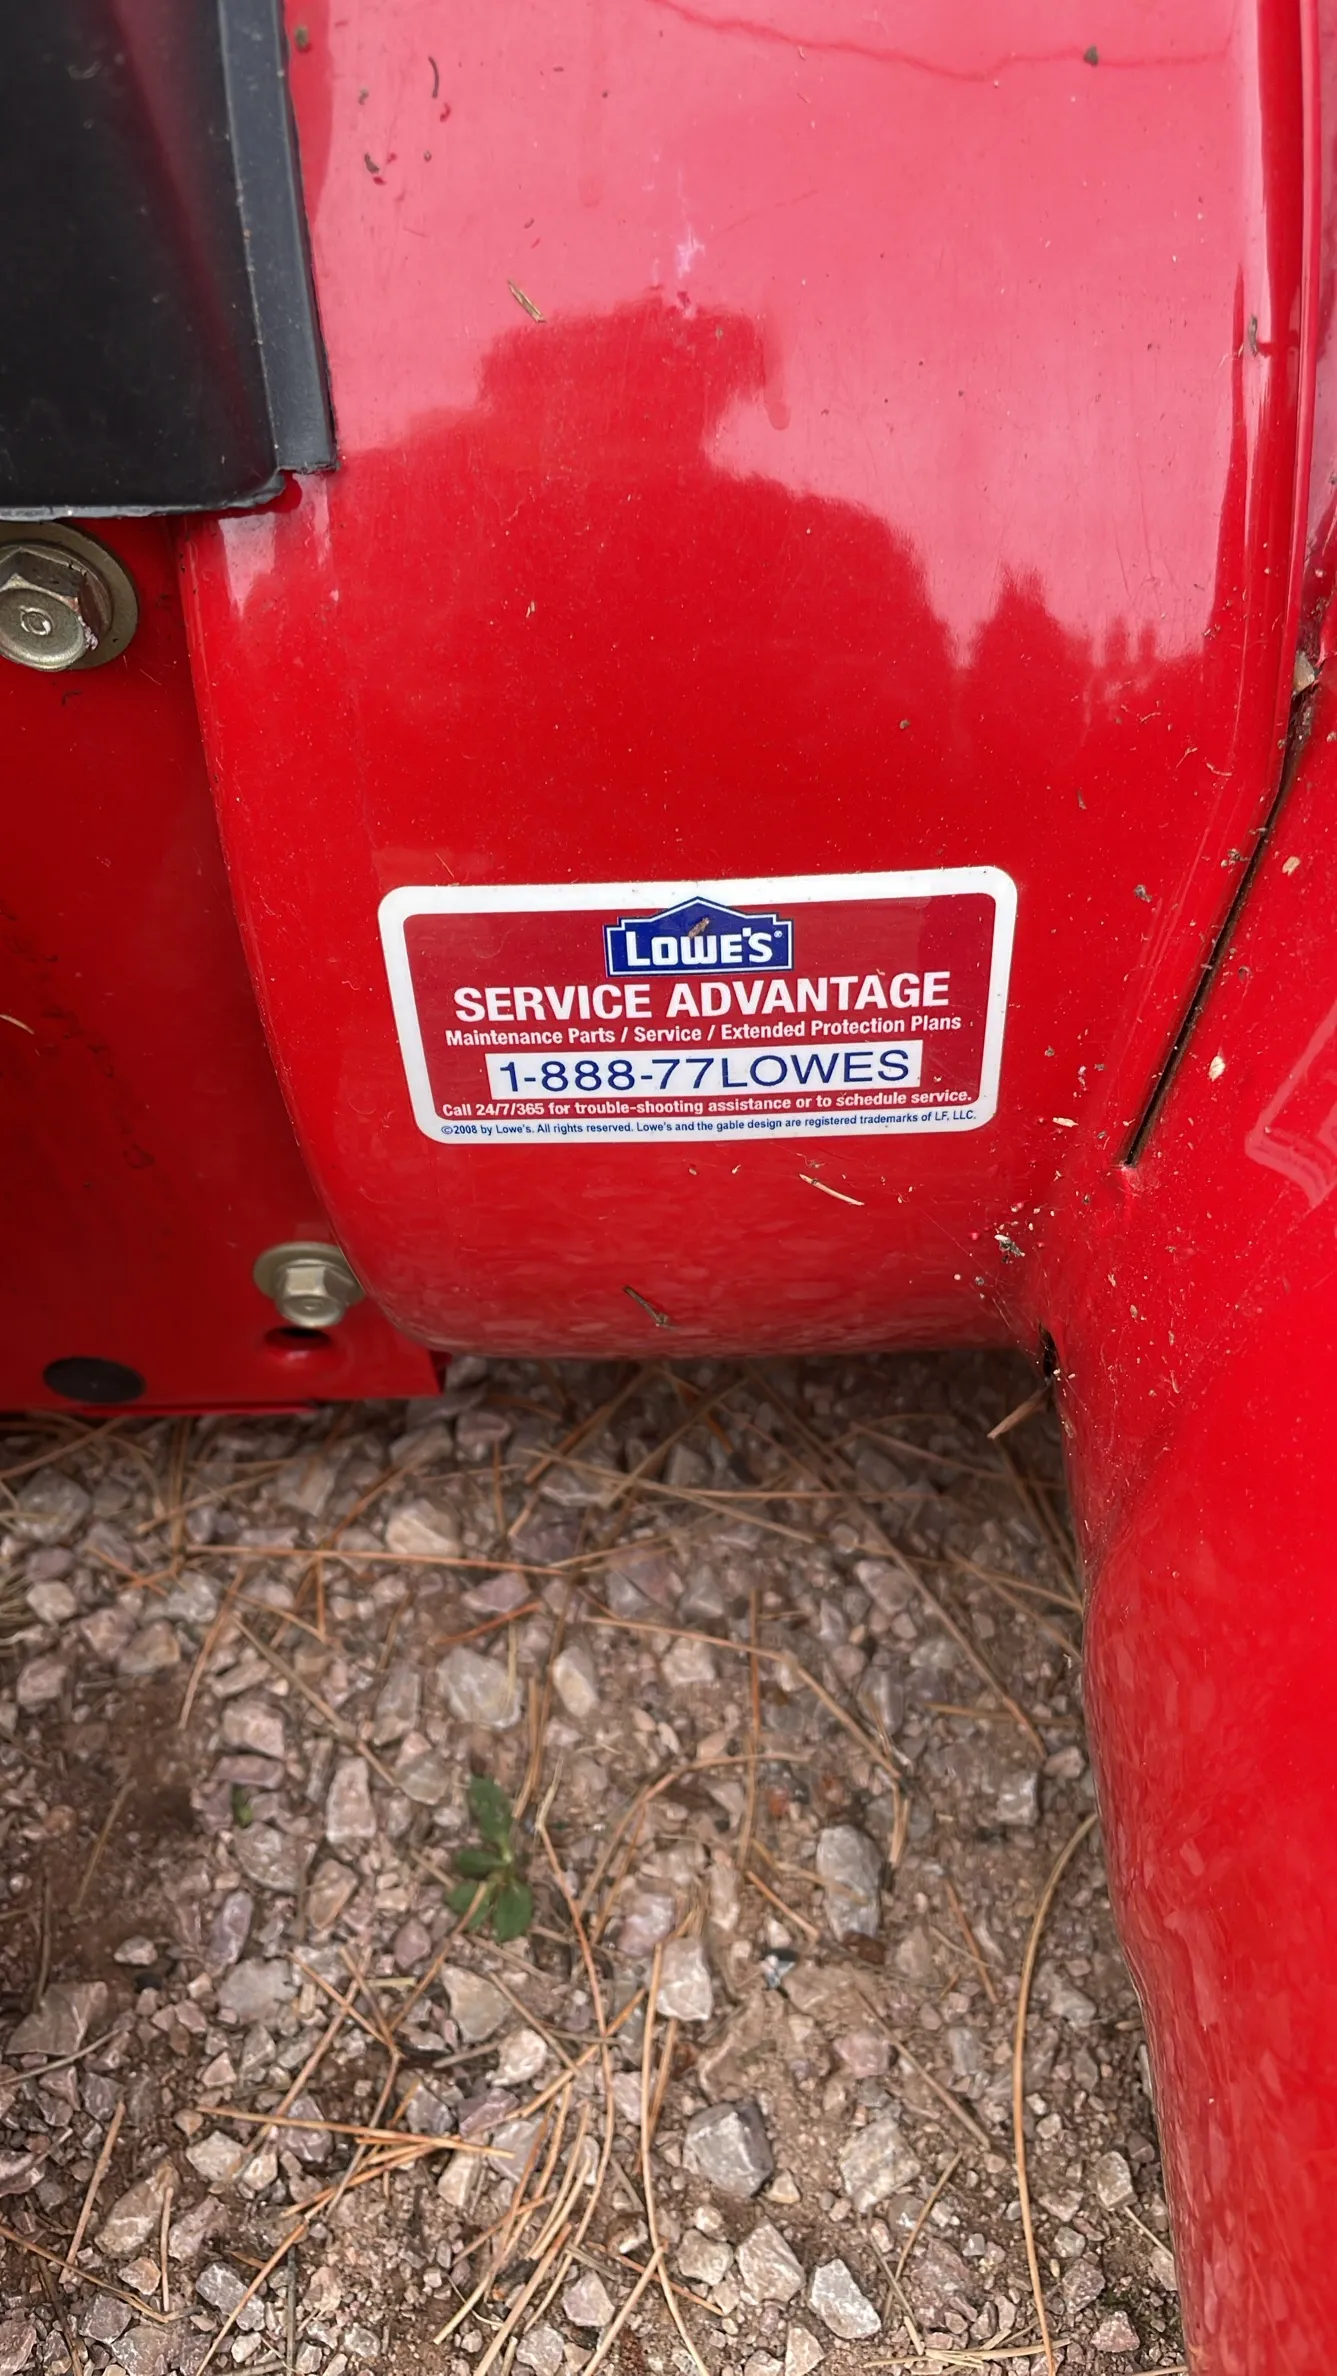 LOWE'S®
SERVICE ADVANTAGE
Maintenance Parts / Service / Extended Protection Plans
1-888-77LOWES
Call 24/7/365 for trouble-shooting assistance or to schedule service.
©2008 by Lowe's. All rights reserved. Lowe's and the gable design are registered trademarks of LF, LLC.